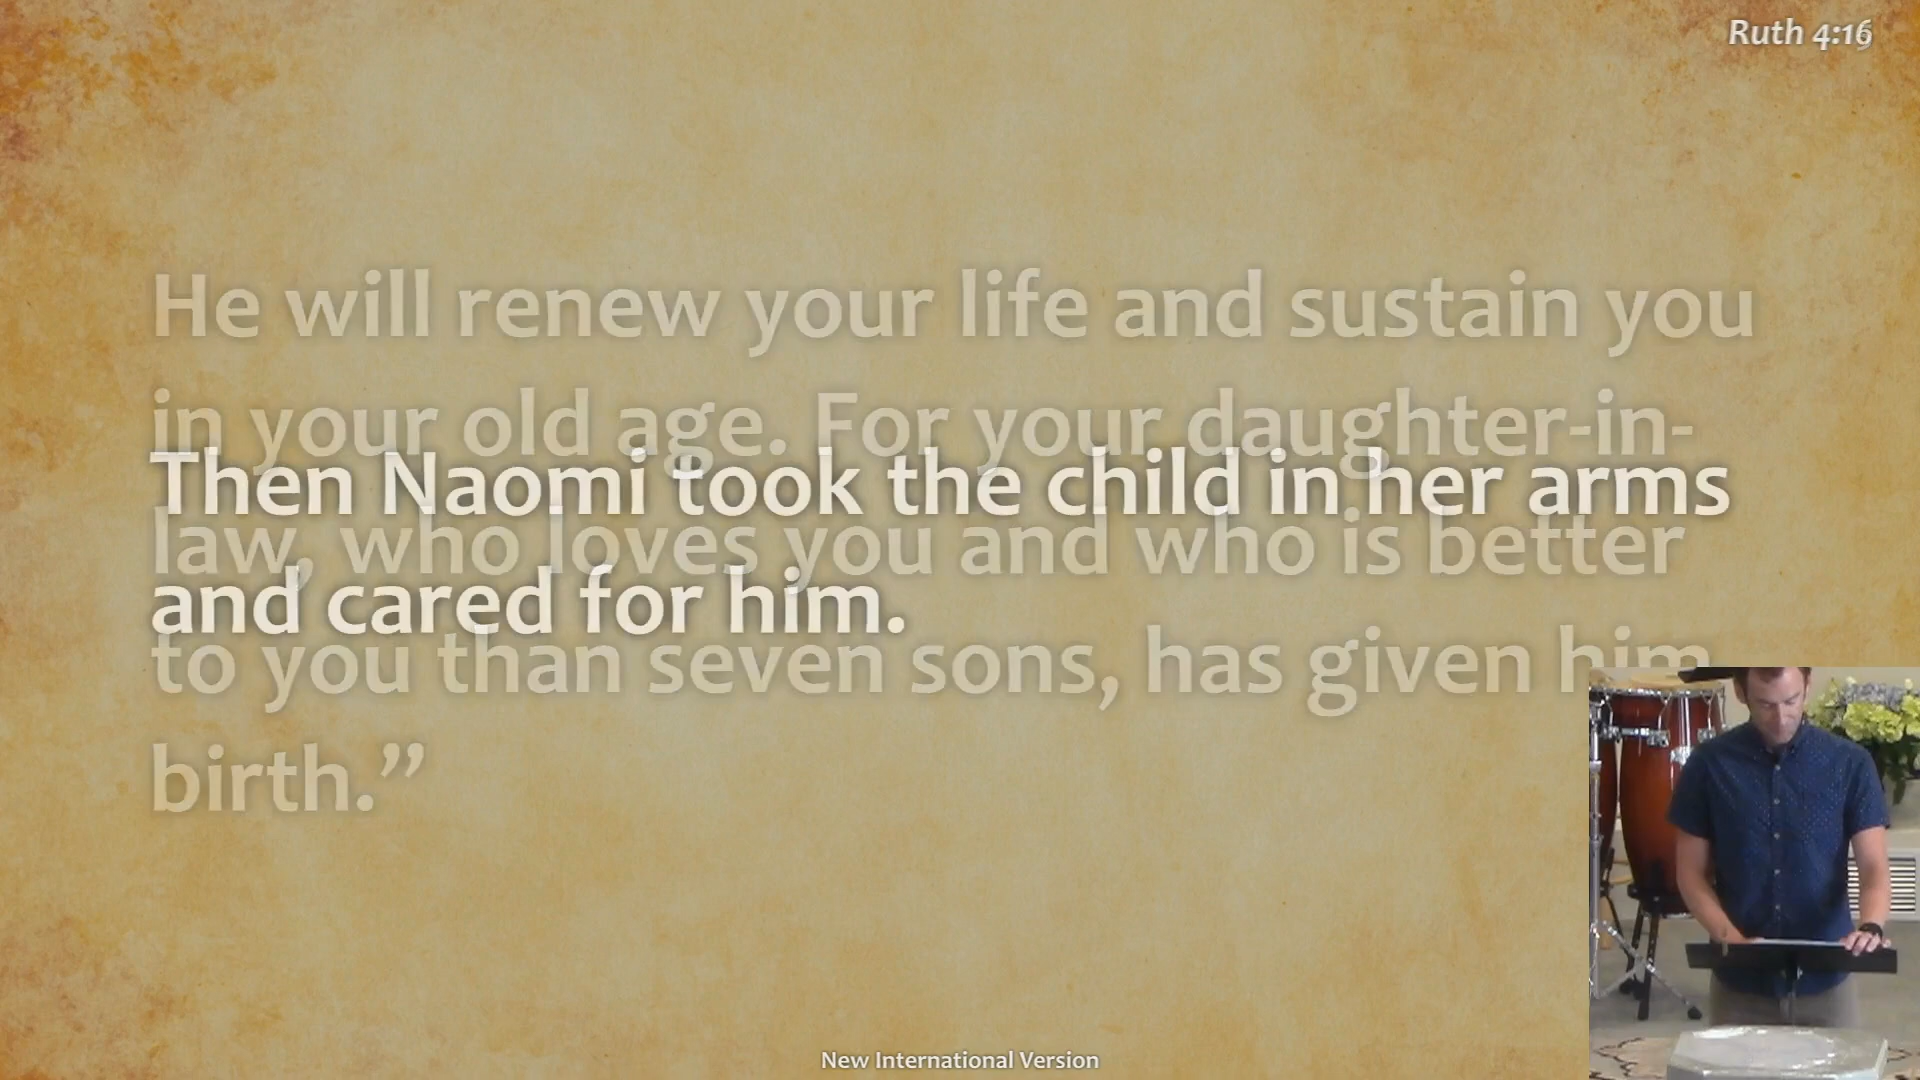 Ruth 4:16
He will renew your life and sustain you
in your old age. For your daughter-in-
law, who loves you and who is better
to you than seven sons, has given him
birth.”
Then Naomi took the child in her arms
and cared for him.
New International Version